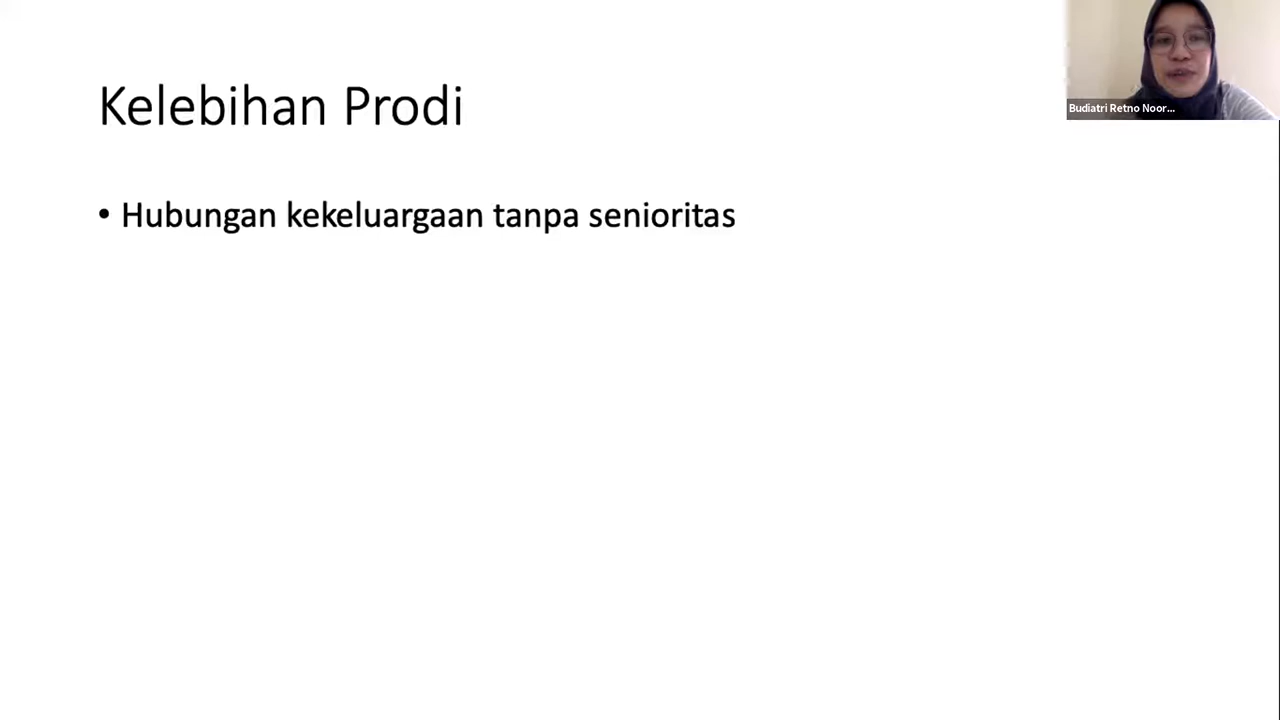 Kelebihan Prodi
Budiatri Retno Noor...
• Hubungan kekeluargaan tanpa senioritas